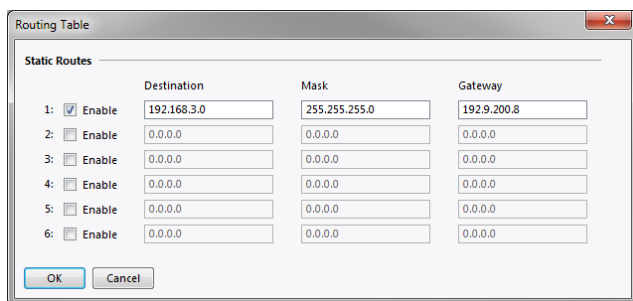 Routing Table
Static Routes
Destination Mask Gateway
1: Enable 192.168.3.0 255.255.255.0 192.9.200.8
2: Enable 0.0.0.0 0.0.0.0 0.0.0.0
3: Enable 0.0.0.0 0.0.0.0 0.0.0.0
4: Enable 0.0.0.0 0.0.0.0 0.0.0.0
5: Enable 0.0.0.0 0.0.0.0 0.0.0.0
6: Enable 0.0.0.0 0.0.0.0 0.0.0.0
OK Cancel